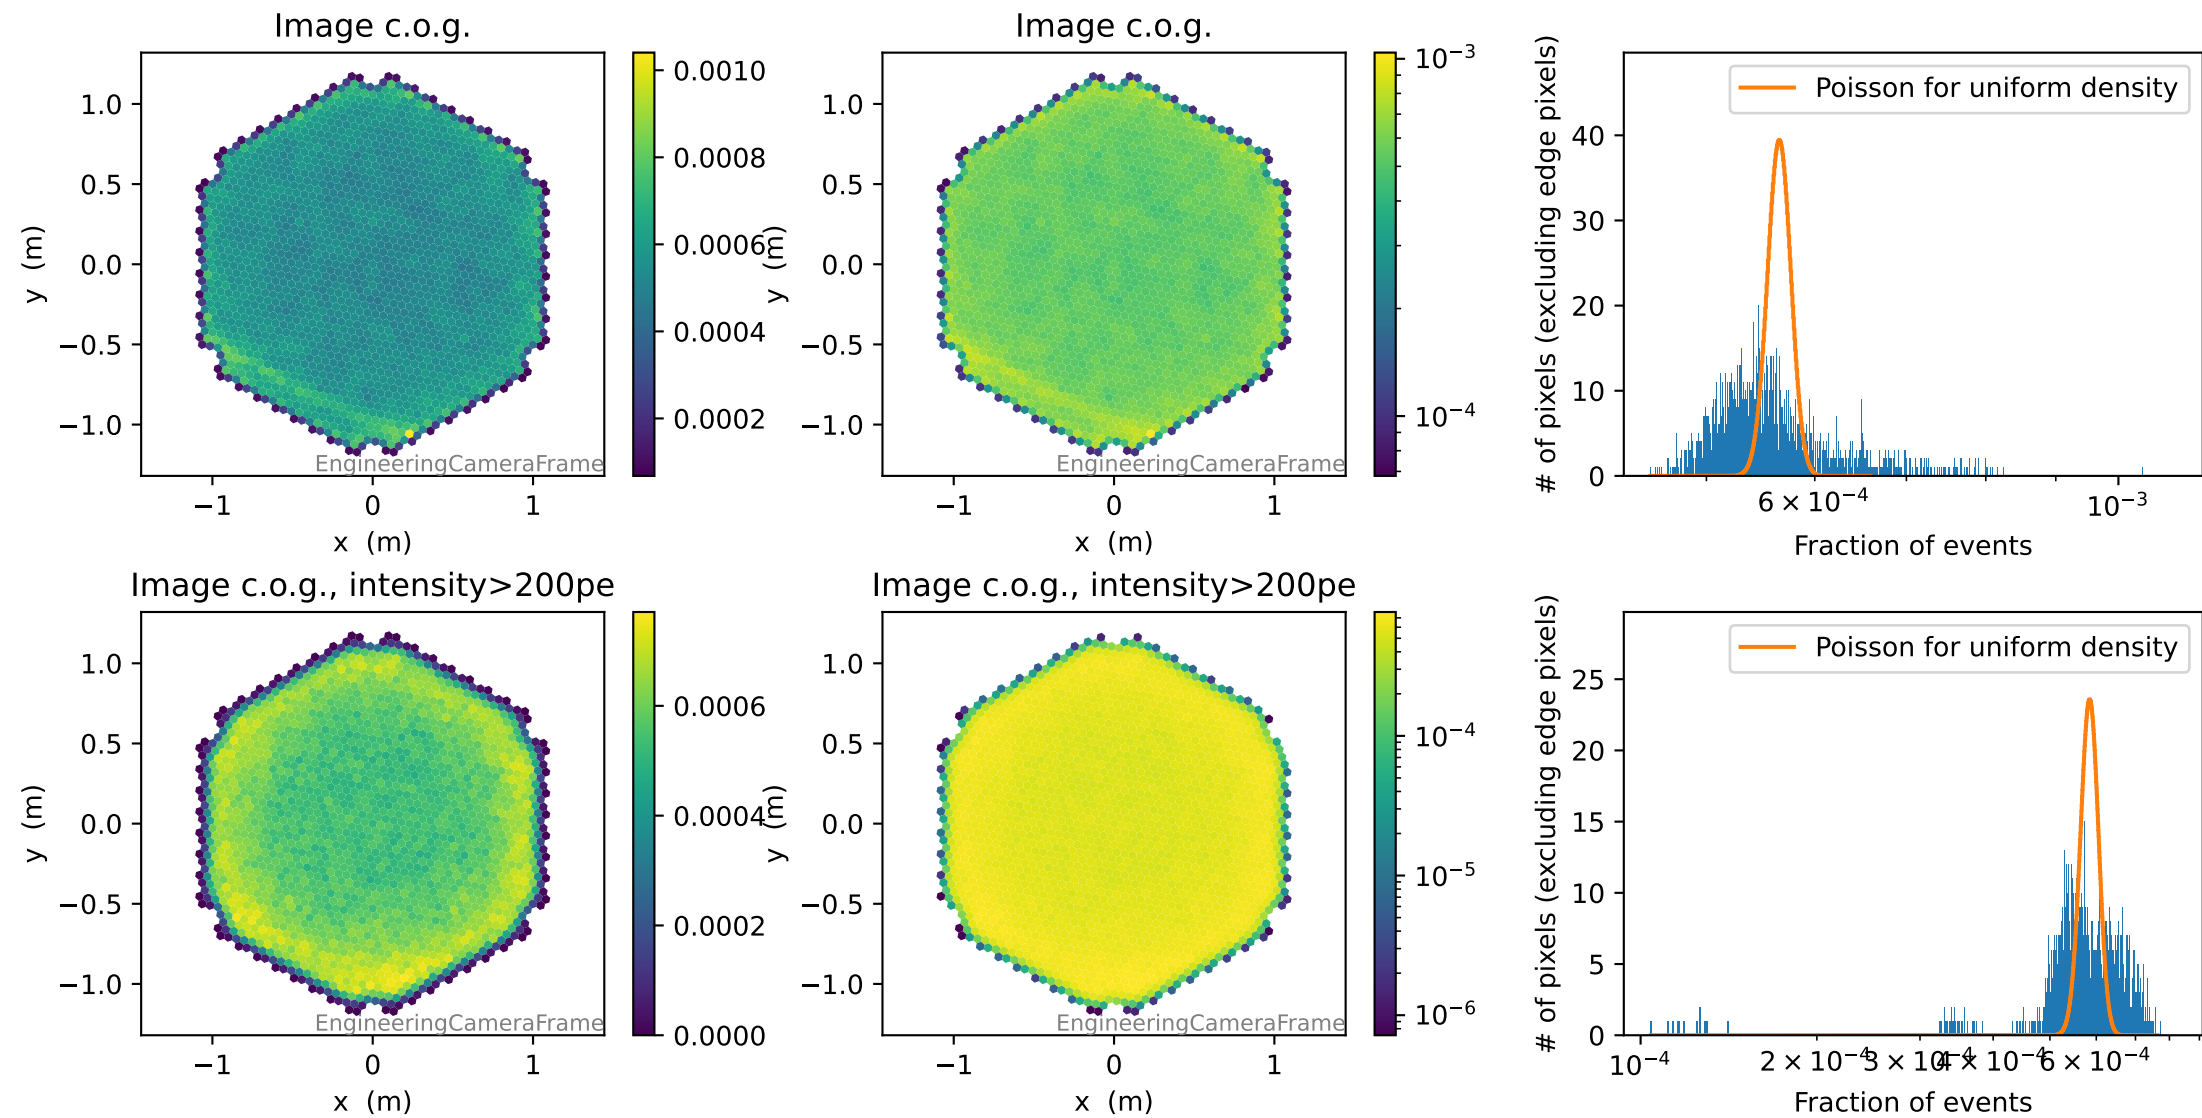 Image c.o.g.
1.0
0.5
0.0
−0.5
−1.0
y (m)
−1 0 1
x (m)
EngineeringCameraFrame
0.0010
0.0008
0.0006
0.0004
0.0002
Image c.o.g.
1.0
0.5
0.0
−0.5
−1.0
y (m)
−1 0 1
x (m)
EngineeringCameraFrame
10⁻³
10⁻⁴
Poisson for uniform density
# of pixels (excluding edge pixels)
40
30
20
10
0
6 × 10⁻⁴ 10⁻³
Fraction of events
Image c.o.g., intensity>200pe
1.0
0.5
0.0
−0.5
−1.0
y (m)
−1 0 1
x (m)
EngineeringCameraFrame
0.0006
0.0004
0.0002
0.0000
Image c.o.g., intensity>200pe
1.0
0.5
0.0
−0.5
−1.0
y (m)
−1 0 1
x (m)
EngineeringCameraFrame
10⁻⁴
10⁻⁵
10⁻⁶
Poisson for uniform density
# of pixels (excluding edge pixels)
25
20
15
10
5
0
10⁻⁴ 2 × 10⁻⁴ 3 × 10⁻⁴ 4 × 10⁻⁴ 6 × 10⁻⁴
Fraction of events